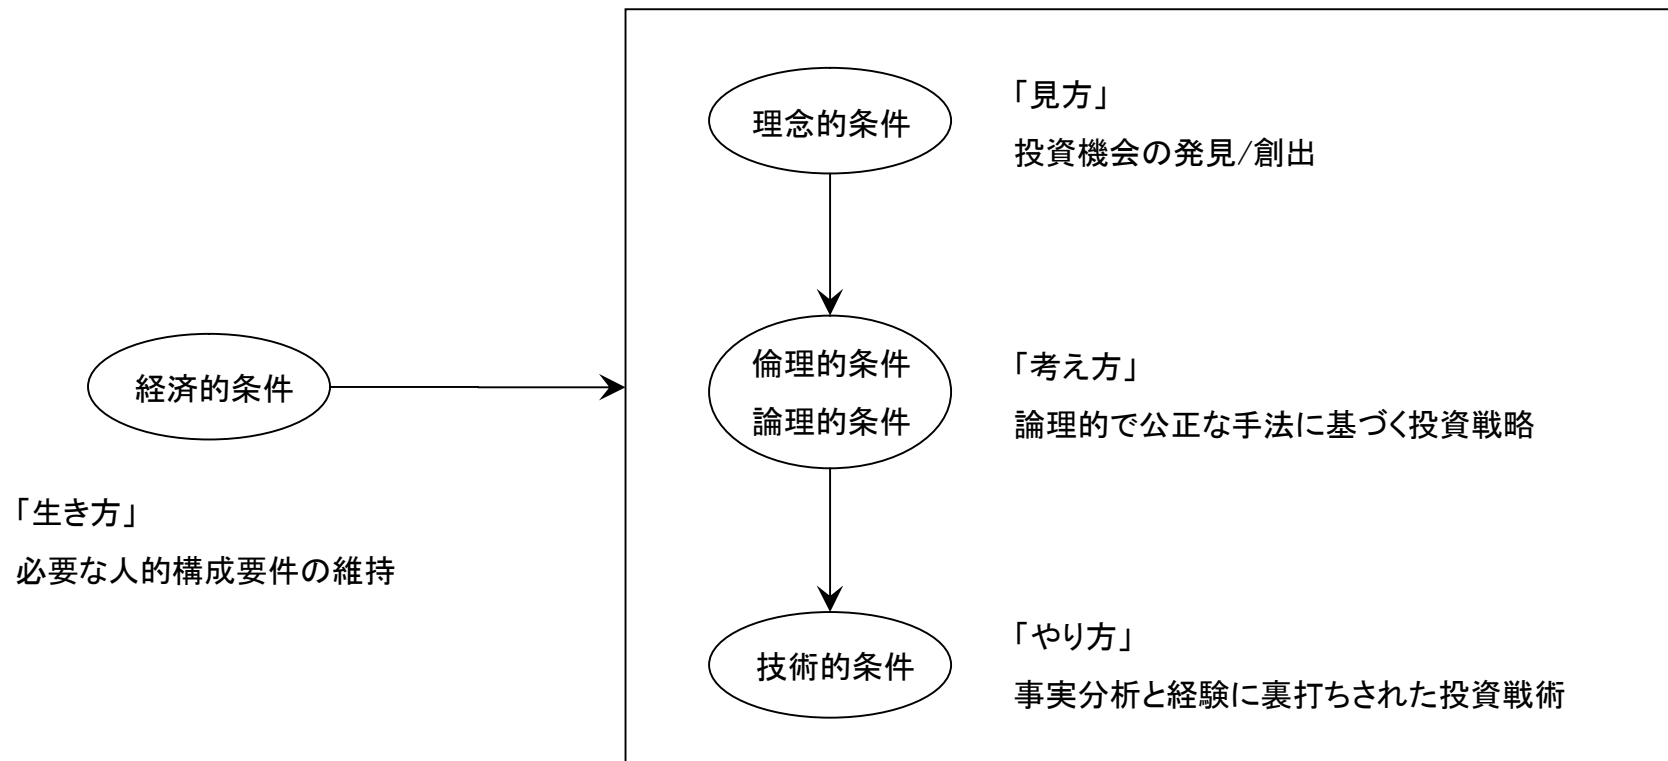 理念的条件
「見方」
投資機会の発見/創出
経済的条件
「生き方」
必要な人的構成要件の維持
倫理的条件
論理的条件
「考え方」
論理的で公正な手法に基づく投資戦略
技術的条件
「やり方」
事実分析と経験に裏打ちされた投資戦術